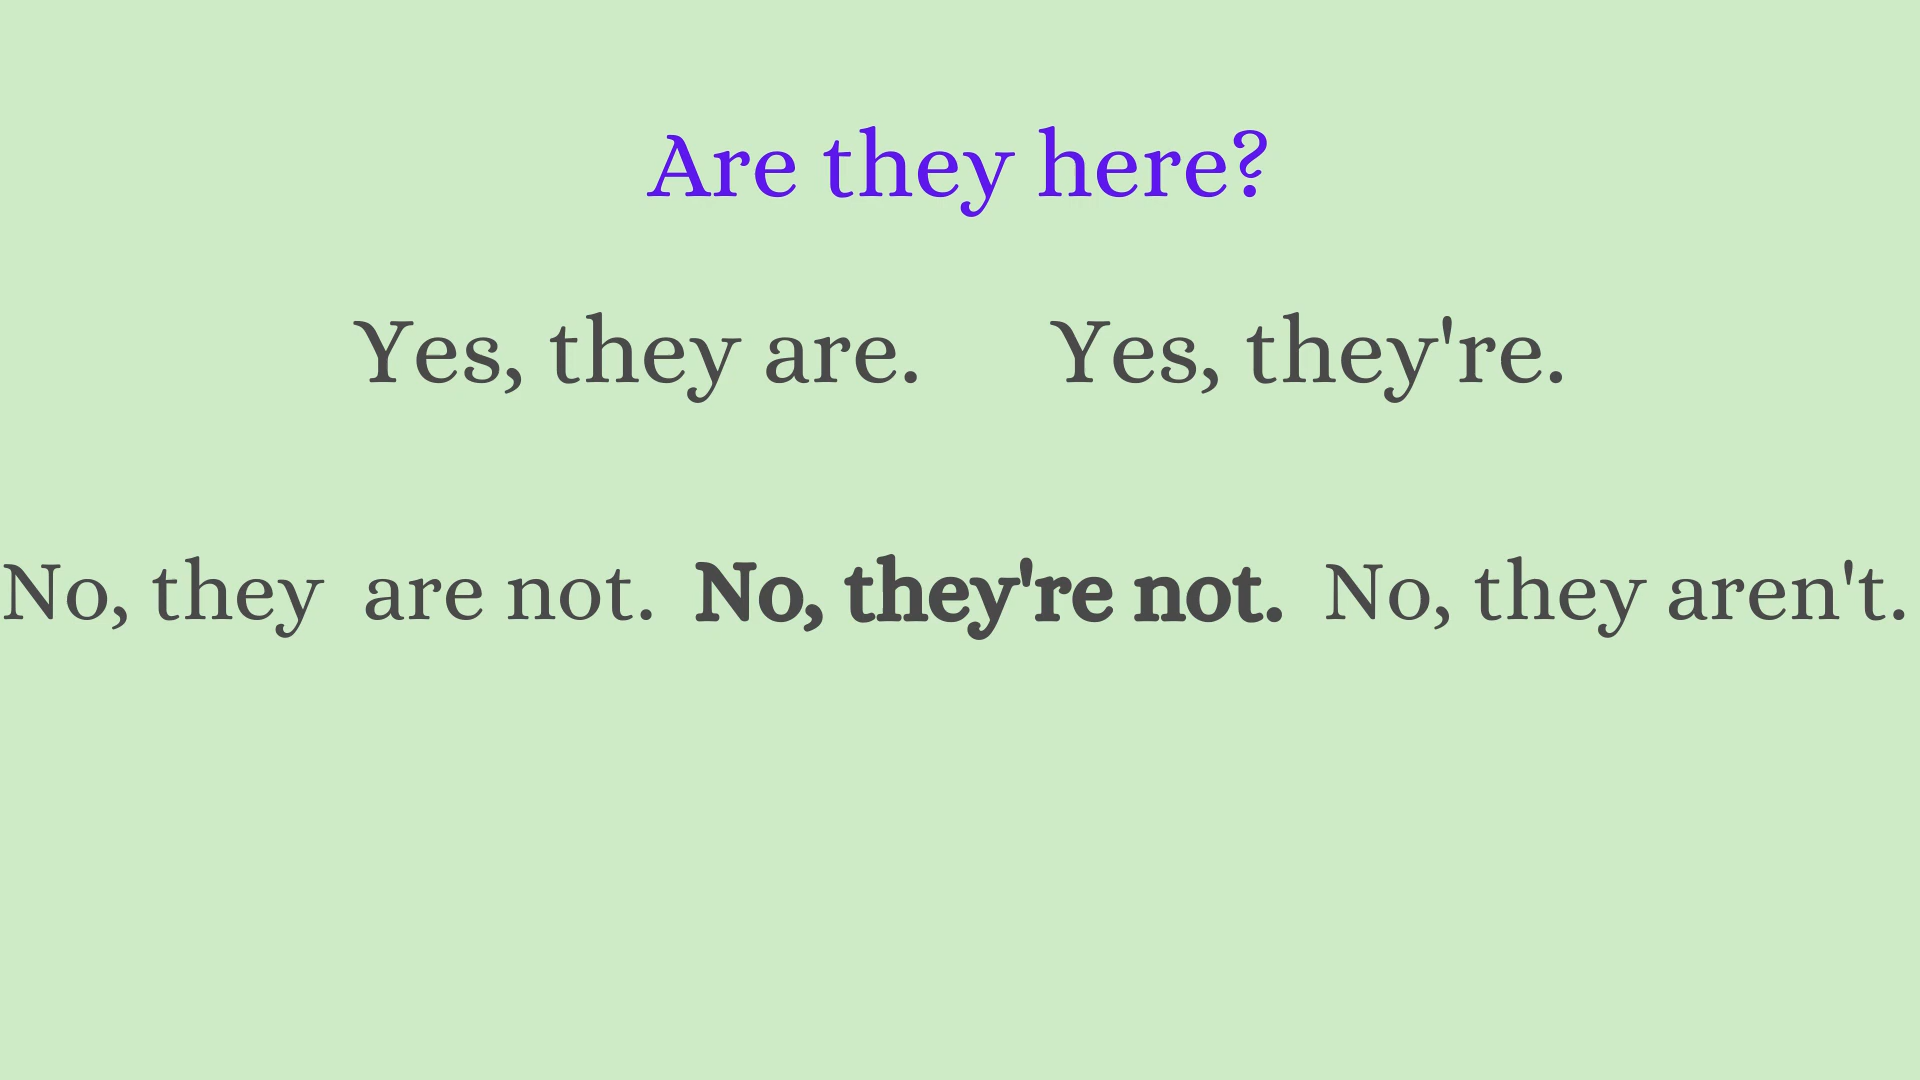 Are they here?
Yes, they are. Yes, they're.
No, they are not. No, they're not. No, they aren't.